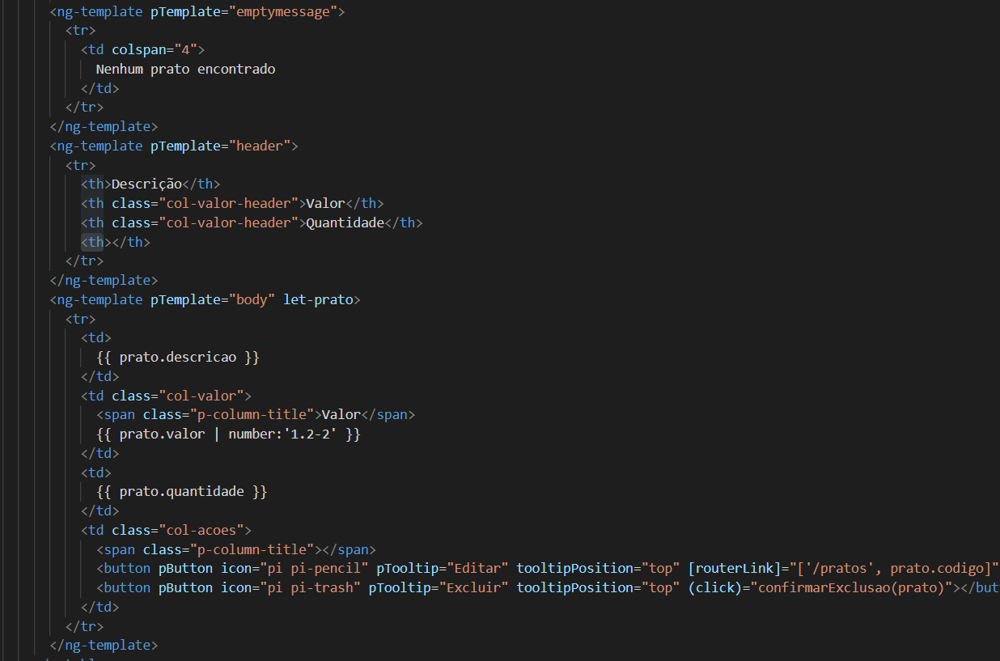 <ng-template pTemplate="emptymessage">
<tr>
<td colspan="4">
Nenhum prato encontrado
</td>
</tr>
</ng-template>
<ng-template pTemplate="header">
<tr>
<th>Descrição</th>
<th class="col-valor-header">Valor</th>
<th class="col-valor-header">Quantidade</th>
<th></th>
</tr>
</ng-template>
<ng-template pTemplate="body" let-prato>
<tr>
<td>
{{ prato.descricao }}
</td>
<td class="col-valor">
<span class="p-column-title">Valor</span>
{{ prato.valor | number:'1.2-2' }}
</td>
<td>
{{ prato.quantidade }}
</td>
<td class="col-acoes">
<span class="p-column-title"></span>
<button pButton icon="pi pi-pencil" pTooltip="Editar" tooltipPosition="top" [routerLink]="['/pratos', prato.codigo]"
<button pButton icon="pi pi-trash" pTooltip="Excluir" tooltipPosition="top" (click)="confirmarExclusao(prato)"></but
</td>
</tr>
</ng-template>